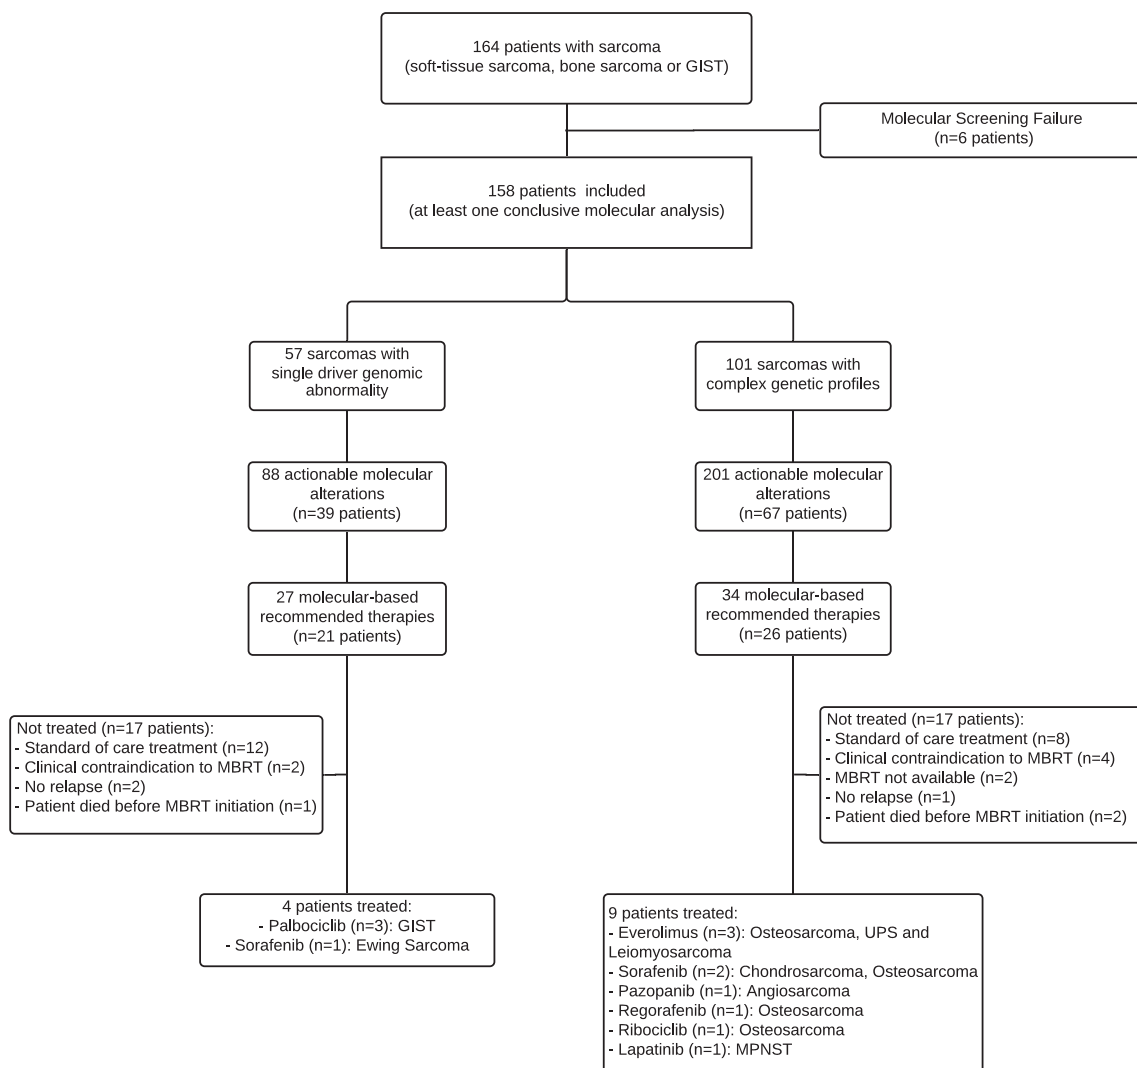 164 patients with sarcoma
(soft-tissue sarcoma, bone sarcoma or GIST)
Molecular Screening Failure
(n=6 patients)
158 patients included
(at least one conclusive molecular analysis)
57 sarcomas with
single driver genomic
abnormality
101 sarcomas with
complex genetic profiles
88 actionable molecular
alterations
(n=39 patients)
201 actionable molecular
alterations
(n=67 patients)
27 molecular-based
recommended therapies
(n=21 patients)
34 molecular-based
recommended therapies
(n=26 patients)
Not treated (n=17 patients):
- Standard of care treatment (n=12)
- Clinical contraindication to MBRT (n=2)
- No relapse (n=2)
- Patient died before MBRT initiation (n=1)
Not treated (n=17 patients):
- Standard of care treatment (n=8)
- Clinical contraindication to MBRT (n=4)
- MBRT not available (n=2)
- No relapse (n=1)
- Patient died before MBRT initiation (n=2)
4 patients treated:
- Palbociclib (n=3): GIST
- Sorafenib (n=1): Ewing Sarcoma
9 patients treated:
- Everolimus (n=3): Osteosarcoma, UPS and
Leiomyosarcoma
- Sorafenib (n=2): Chondrosarcoma, Osteosarcoma
- Pazopanib (n=1): Angiosarcoma
- Regorafenib (n=1): Osteosarcoma
- Ribociclib (n=1): Osteosarcoma
- Lapatinib (n=1): MPNST